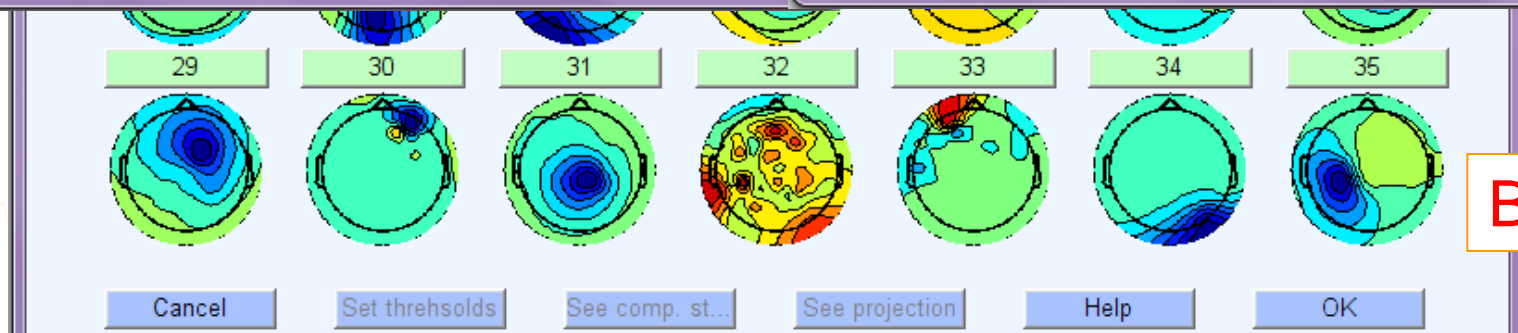 29 30 31 32 33 34 35
B
Cancel Set threhsolds See comp. st... See projection Help OK